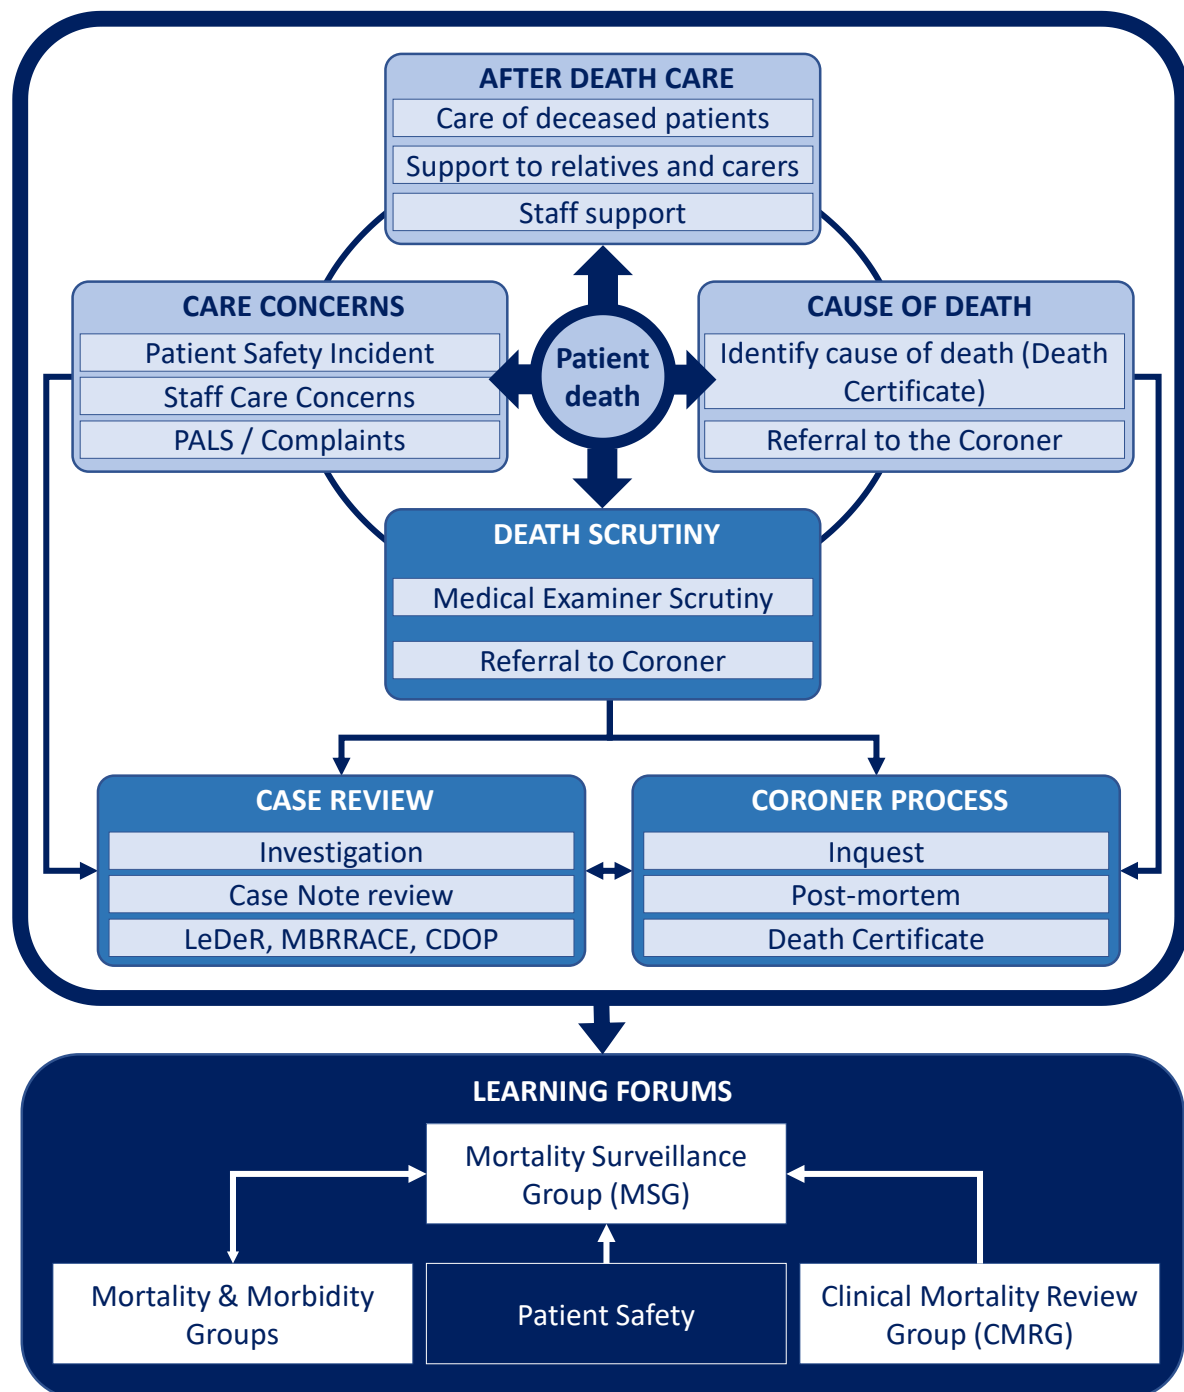 AFTER DEATH CARE
Care of deceased patients
Support to relatives and carers
Staff support
CARE CONCERNS
Patient Safety Incident
Staff Care Concerns
PALS / Complaints
Patient
death
CAUSE OF DEATH
Identify cause of death (Death
Certificate)
Referral to the Coroner
DEATH SCRUTINY
Medical Examiner Scrutiny
Referral to Coroner
CASE REVIEW
Investigation
Case Note review
LeDeR, MBRRACE, CDOP
CORONER PROCESS
Inquest
Post-mortem
Death Certificate
LEARNING FORUMS
Mortality Surveillance
Group (MSG)
Mortality & Morbidity
Groups
Patient Safety
Clinical Mortality Review
Group (CMRG)